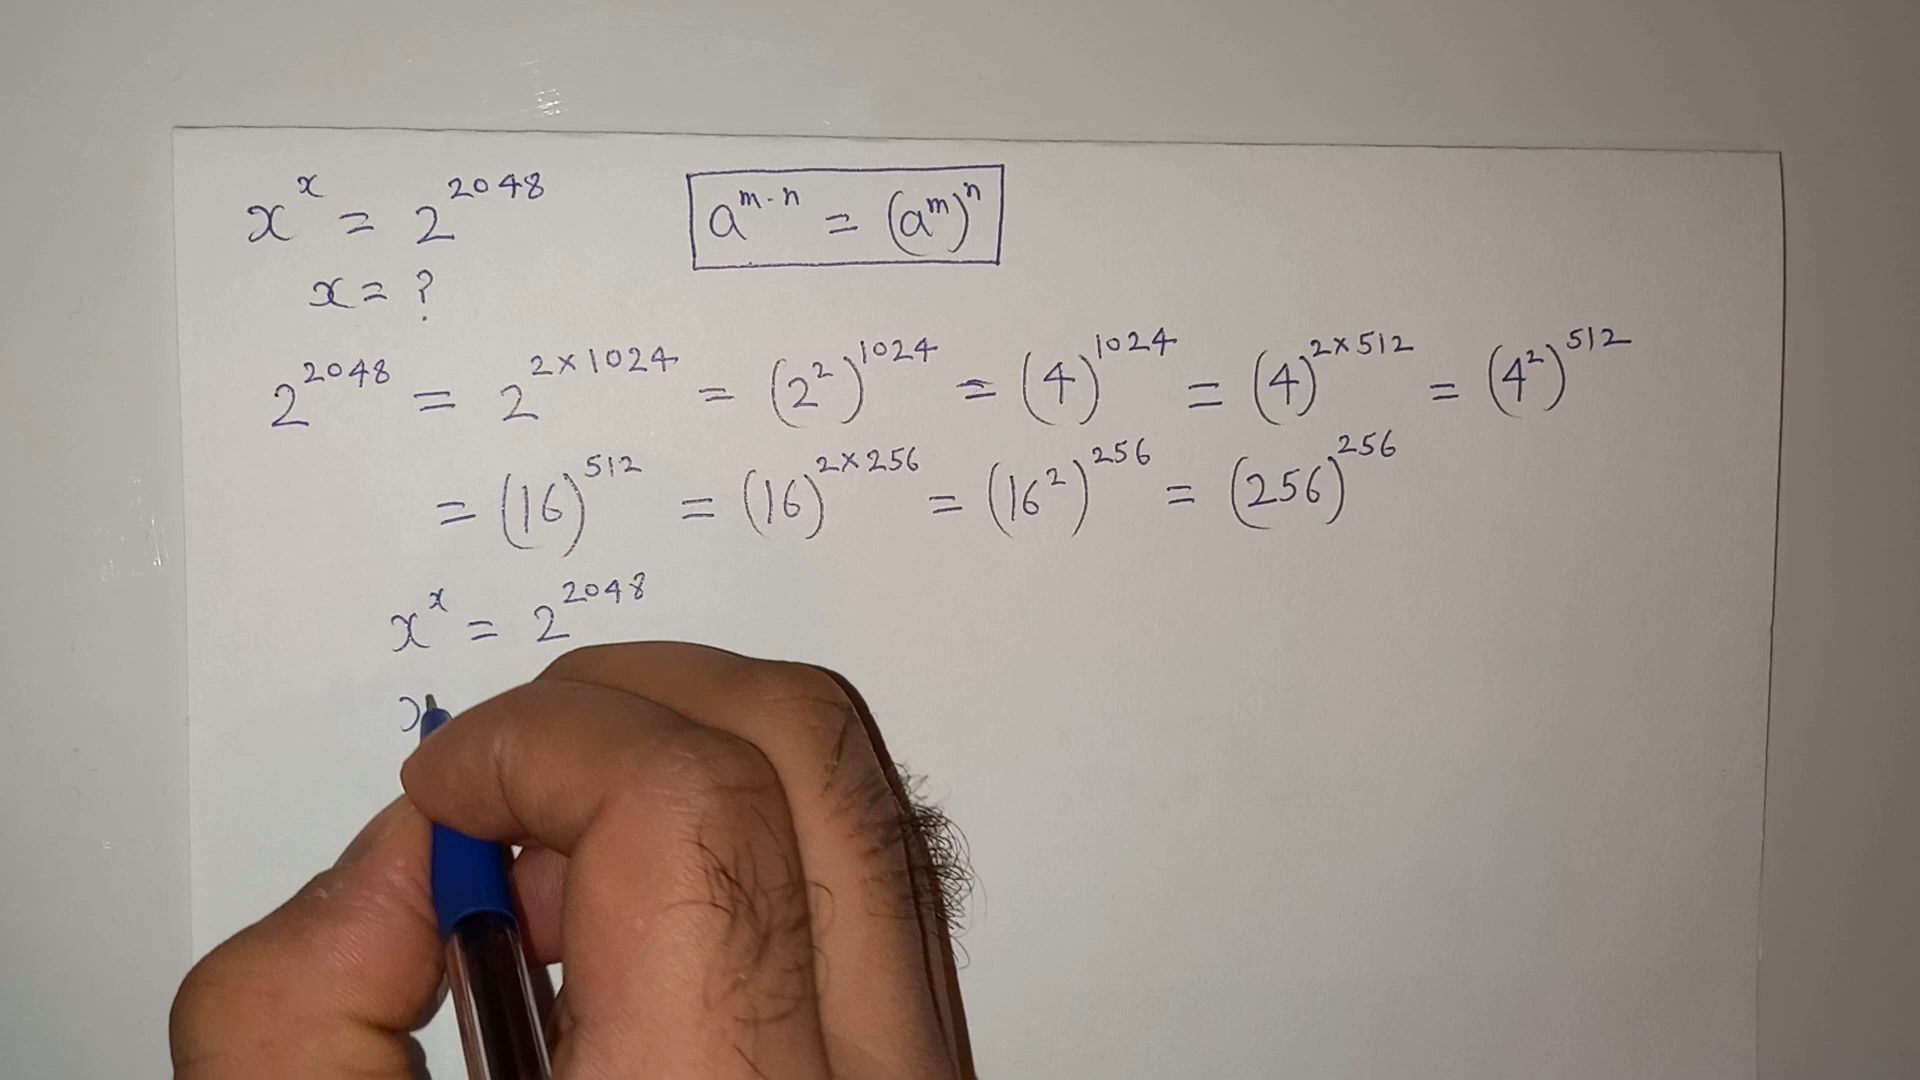 x^x = 2^2048 a^m·n = (a^m)^n
x = ?
2^2048 = 2^2×1024 = (2^2)^1024 = (4)^1024 = (4)^2×512 = (4^2)^512
= (16)^512 = (16)^2×256 = (16^2)^256 = (256)^256
x^x = 2^2048